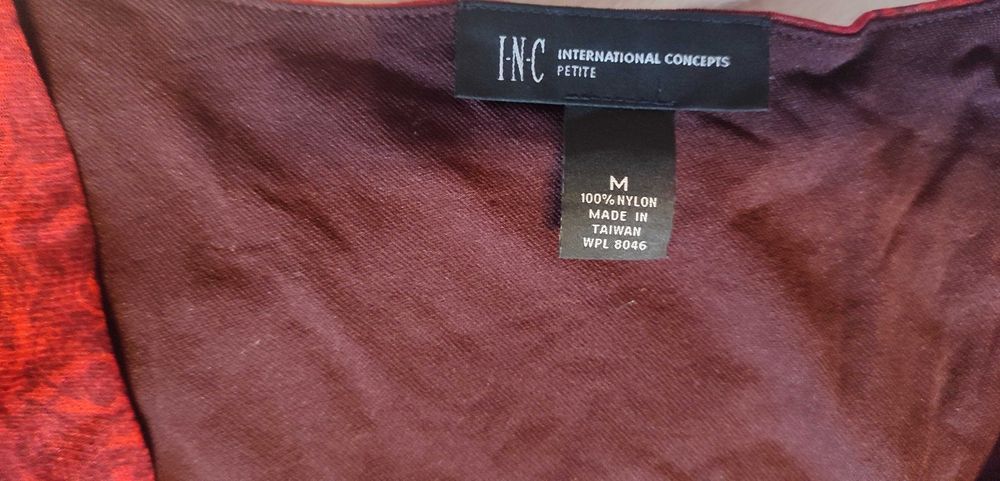 I·N·C INTERNATIONAL CONCEPTS
PETITE
M
100% NYLON
MADE IN
TAIWAN
WPL 8046